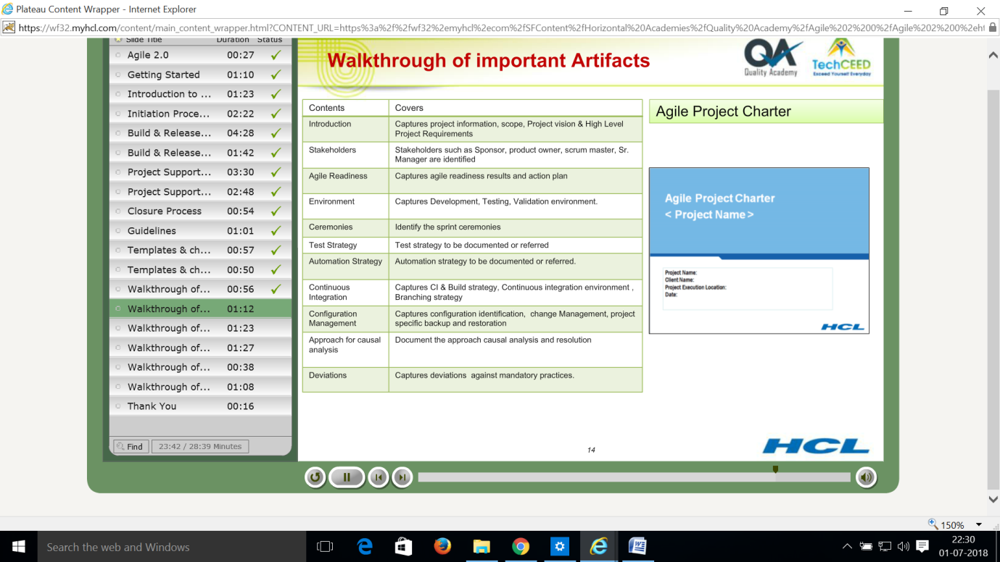 Plateau Content Wrapper - Internet Explorer
https://wf32.myhcl.com/content/main_content_wrapper.html?CONTENT_URL=https%3a%2f%2fwf32%2emyhcl%2ecom%2fSFContent%2fHorizontal%20Academies%2fQuality%20Academy%2fAgile%202%200%2fAgile%202%200%2eht
Slide Title Duration Status
Agile 2.0 00:27
Getting Started 01:10
Introduction to ... 01:23
Initiation Proce... 02:22
Build & Release... 04:28
Build & Release... 01:42
Project Support... 03:30
Project Support... 02:48
Closure Process 00:54
Guidelines 01:01
Templates & ch... 00:57
Templates & ch... 00:50
Walkthrough of... 00:56
Walkthrough of... 01:12
Walkthrough of... 01:23
Walkthrough of... 01:27
Walkthrough of... 00:38
Walkthrough of... 01:08
Thank You 00:16
Find 23:42 / 28:39 Minutes
Walkthrough of important Artifacts
QA
Quality Academy
TechCEED
Exceed Yourself Everyday
Contents Covers
Introduction Captures project information, scope, Project vision & High Level
Project Requirements
Stakeholders Stakeholders such as Sponsor, product owner, scrum master, Sr.
Manager are identified
Agile Readiness Captures agile readiness results and action plan
Environment Captures Development, Testing, Validation environment.
Ceremonies Identify the sprint ceremonies
Test Strategy Test strategy to be documented or referred
Automation Strategy Automation strategy to be documented or referred.
Continuous Captures CI & Build strategy, Continuous integration environment ,
Integration Branching strategy
Configuration Captures configuration identification, change Management, project
Management specific backup and restoration
Approach for causal Document the approach causal analysis and resolution
analysis
Deviations Captures deviations against mandatory practices.
Agile Project Charter
Agile Project Charter
< Project Name >
Project Name:
Client Name:
Project Execution Location:
Date:
HCL
14
HCL
150%
Search the web and Windows
22:30
01-07-2018